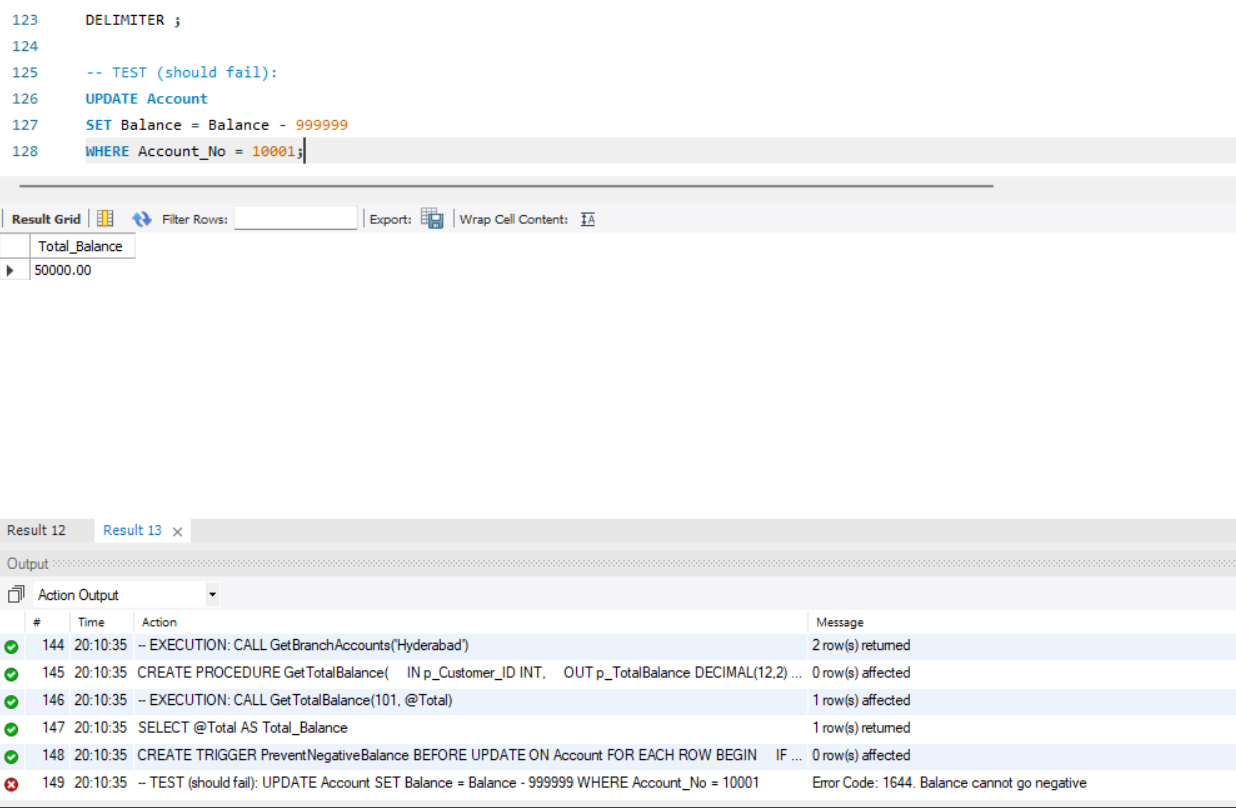 123 DELIMITER ;
124
125 -- TEST (should fail):
126 UPDATE Account
127 SET Balance = Balance - 999999
128 WHERE Account_No = 10001;
Result Grid Filter Rows: Export: Wrap Cell Content: IA
Total_Balance
50000.00
Result 12 Result 13
Output
Action Output
# Time Action Message
144 20:10:35 -- EXECUTION: CALL GetBranchAccounts('Hyderabad') 2 row(s) returned
145 20:10:35 CREATE PROCEDURE GetTotalBalance( IN p_Customer_ID INT, OUT p_TotalBalance DECIMAL(12,2) ... 0 row(s) affected
146 20:10:35 -- EXECUTION: CALL GetTotalBalance(101, @Total) 1 row(s) affected
147 20:10:35 SELECT @Total AS Total_Balance 1 row(s) returned
148 20:10:35 CREATE TRIGGER PreventNegativeBalance BEFORE UPDATE ON Account FOR EACH ROW BEGIN IF ... 0 row(s) affected
149 20:10:35 -- TEST (should fail): UPDATE Account SET Balance = Balance - 999999 WHERE Account_No = 10001 Error Code: 1644. Balance cannot go negative